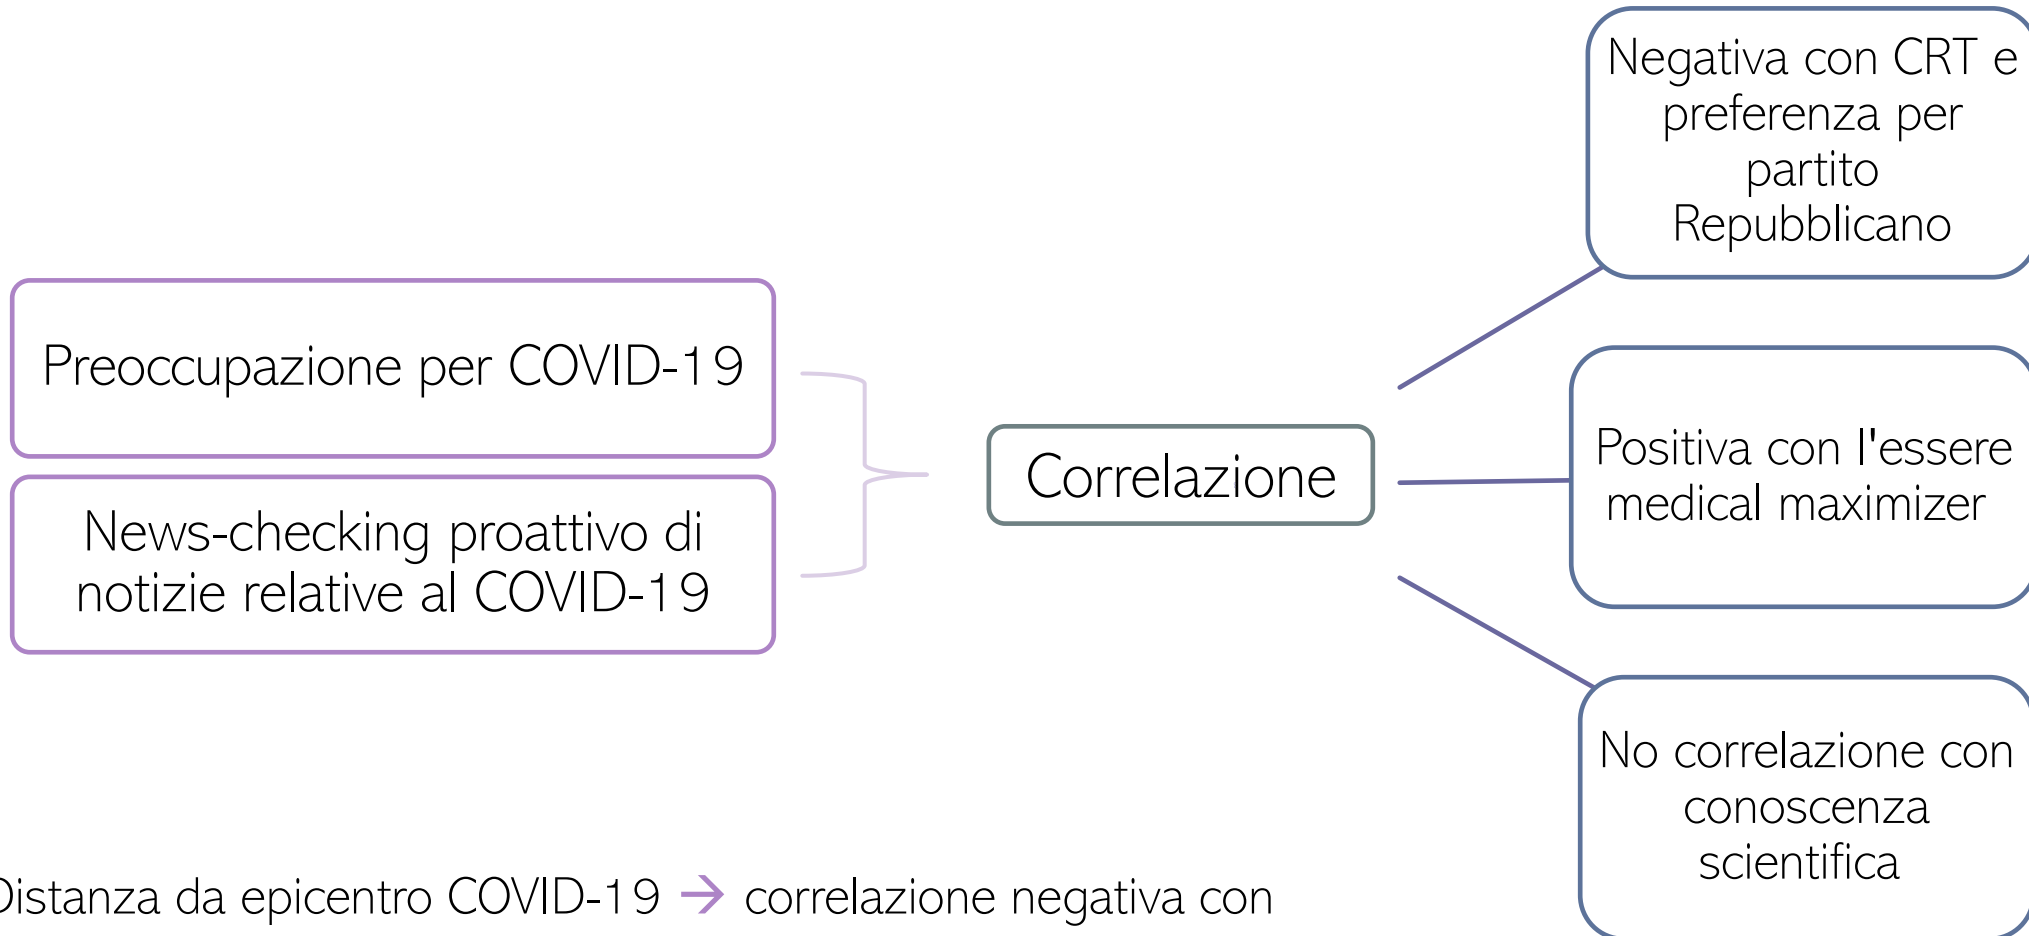 Preoccupazione per COVID-19
News-checking proattivo di
notizie relative al COVID-19
Correlazione
Negativa con CRT e
preferenza per
partito
Repubblicano
Positiva con l'essere
medical maximizer
No correlazione con
conoscenza
scientifica
Distanza da epicentro COVID-19 → correlazione negativa con